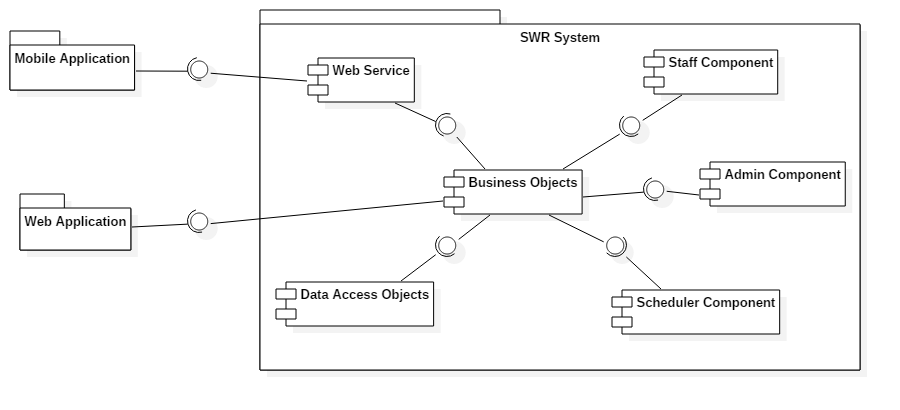 SWR System
Mobile Application
Web Service
Staff Component
Business Objects
Admin Component
Web Application
Data Access Objects
Scheduler Component